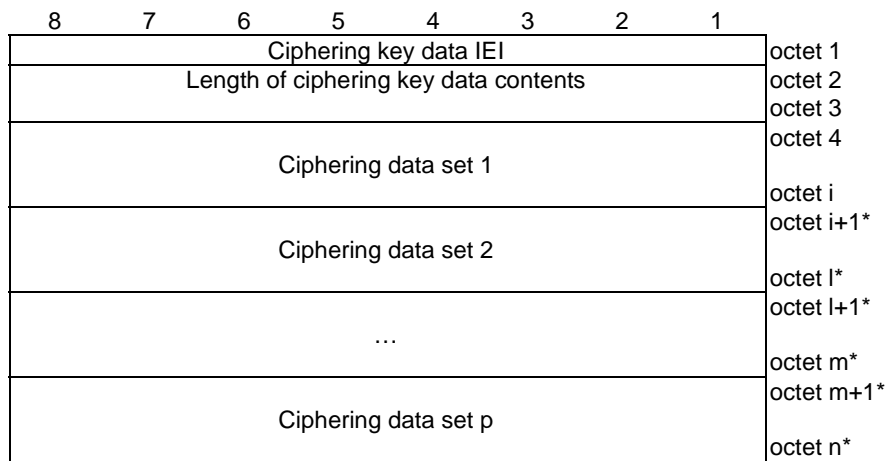 8 7 6 5 4 3 2 1
Ciphering key data IEI octet 1
Length of ciphering key data contents octet 2
octet 3
octet 4
Ciphering data set 1
octet i
octet i+1*
Ciphering data set 2
octet l*
octet l+1*
…
octet m*
octet m+1*
Ciphering data set p
octet n*